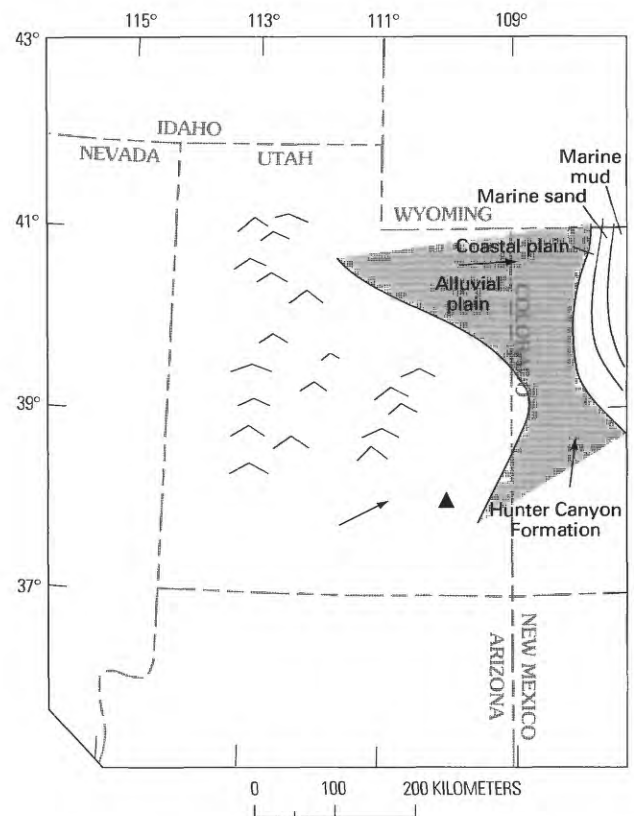 115° 113° 111° 109°
43°
IDAHO
NEVADA UTAH
Marine
mud
Marine sand
41°
WYOMING
Coastal plain
Alluvial
plain
COLORADO
39°
Hunter Canyon
Formation
37°
ARIZONA
NEW MEXICO
0 100 200 KILOMETERS